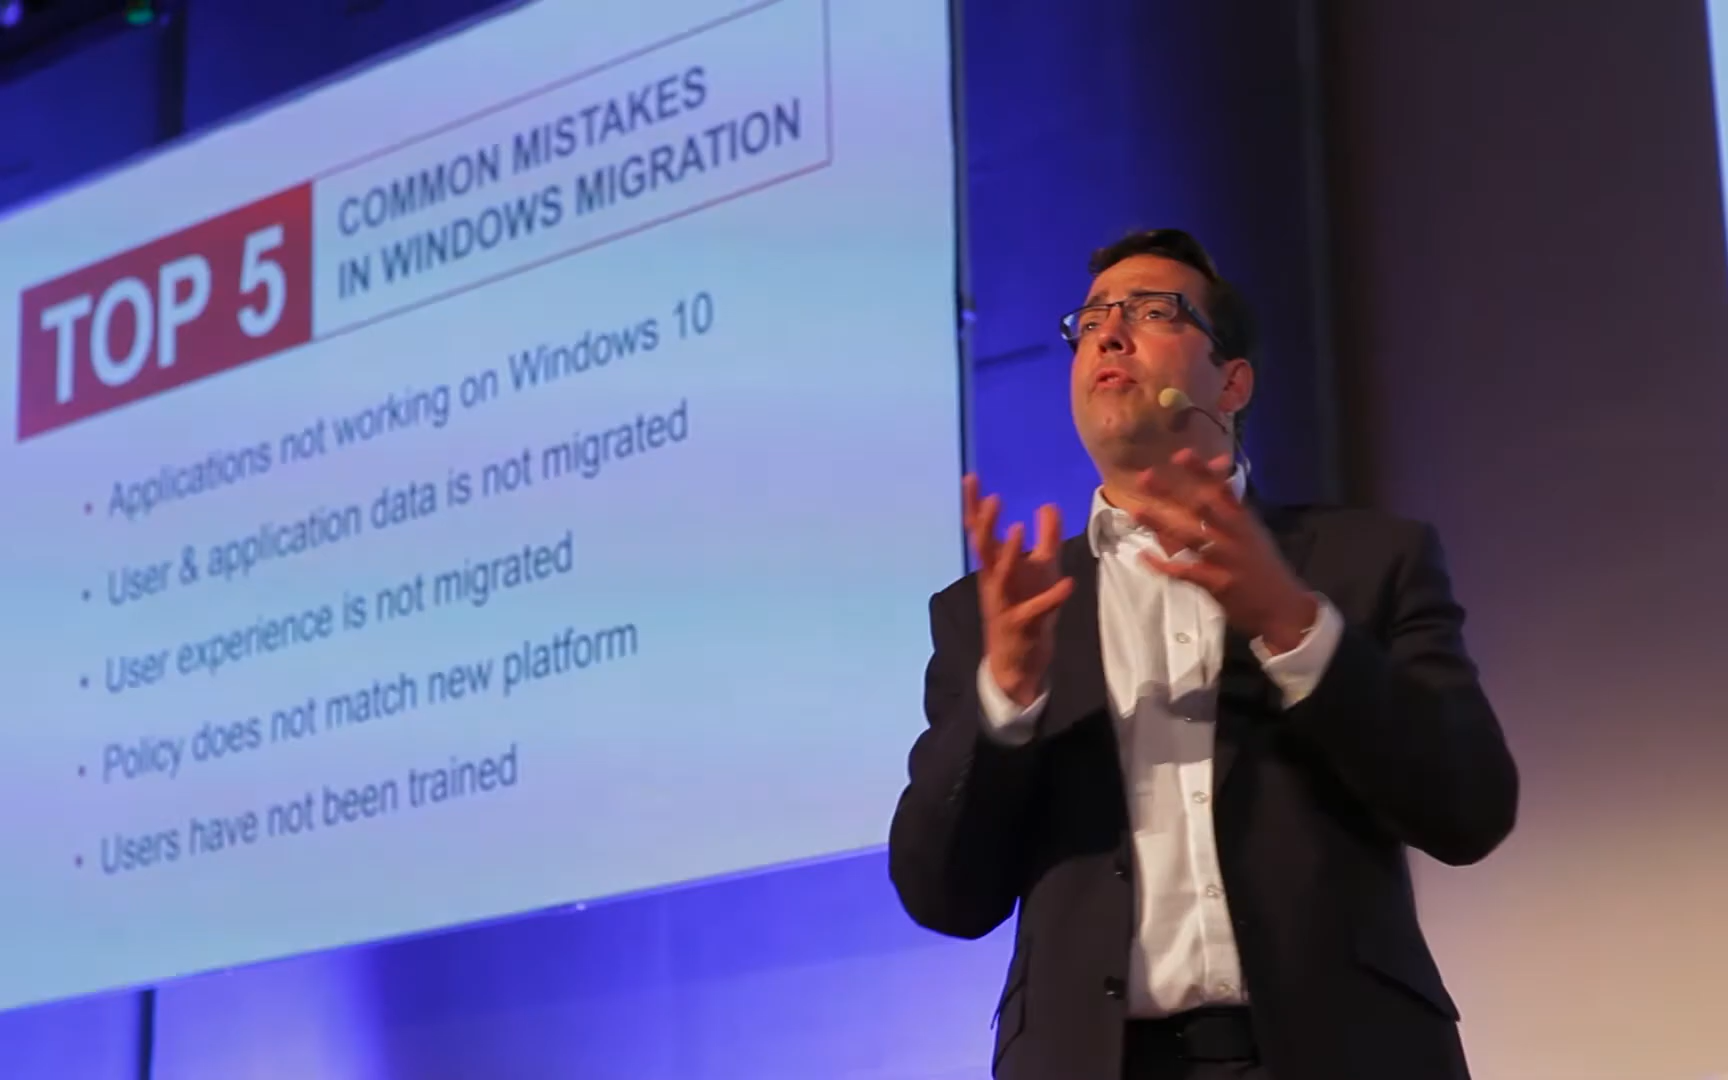 TOP 5
COMMON MISTAKES
IN WINDOWS MIGRATION
• Applications not working on Windows 10
• User & application data is not migrated
• User experience is not migrated
• Policy does not match new platform
• Users have not been trained